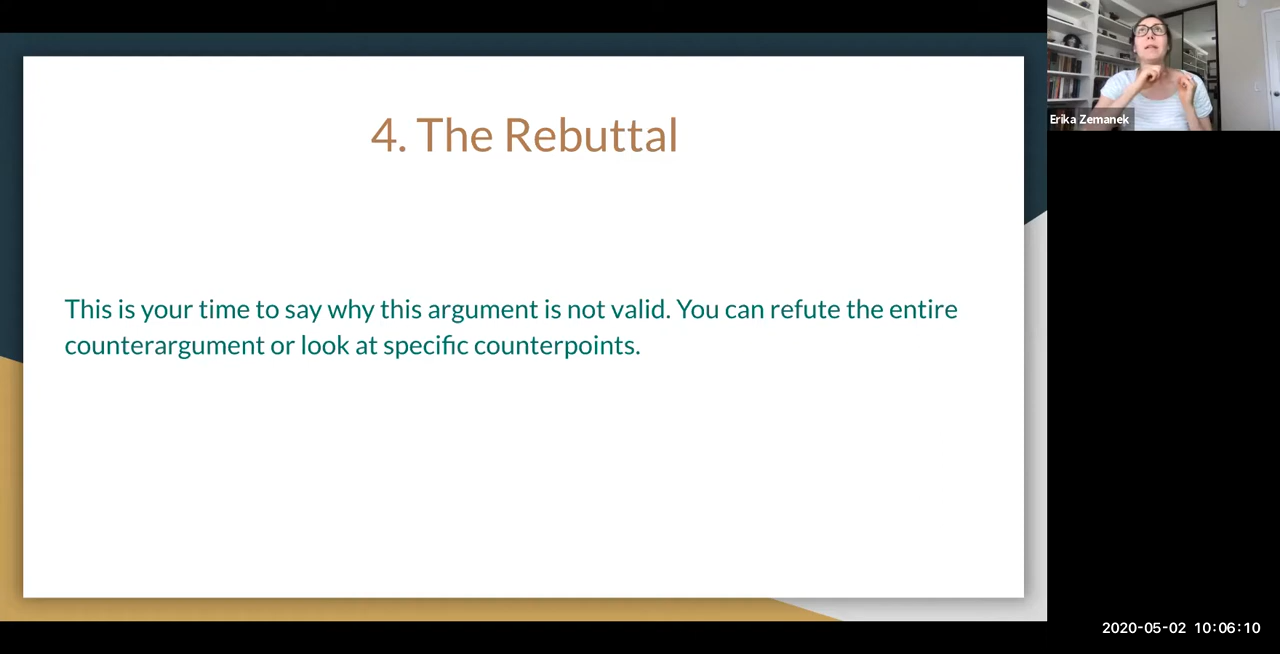 4. The Rebuttal
This is your time to say why this argument is not valid. You can refute the entire
counterargument or look at specific counterpoints.
Erika Zemanek
2020-05-02 10:06:10